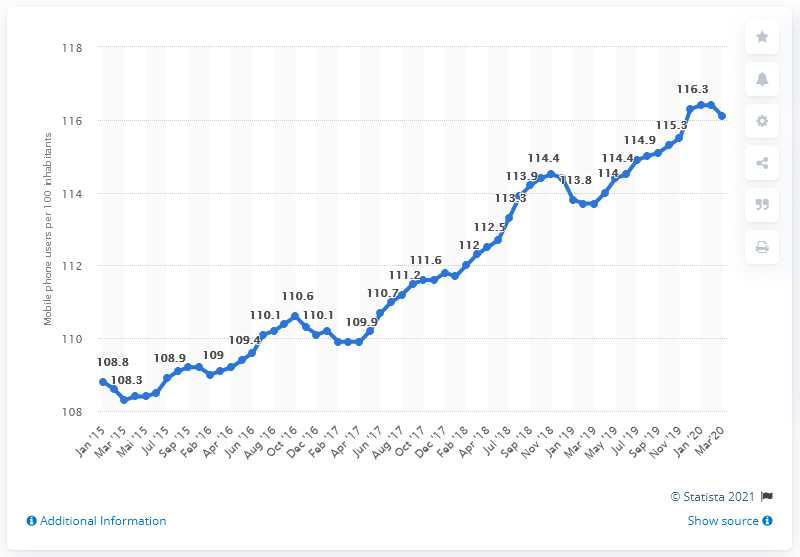 118
116
114
112
110
108
Mobile phone users per 100 inhabitants
108.8
108.3
108.9
109
109.4
110.1
110.6
110.1
109.9
110.7
111.2
111.6
112
112.5
113.3
113.9
114.4
113.8
114
114.4
114.9
115.3
116.3
Jan '15
Mar '15
Mai '15
Jul '15
Sep '15
Feb '16
Apr '16
Jun '16
Aug '16
Oct '16
Dec '16
Feb '17
Apr '17
Jun '17
Aug '17
Oct '17
Dec '17
Feb '18
Apr '18
Jul '18
Sep '18
Nov '18
Jan '19
Mar '19
May '19
Jul '19
Sep '19
Nov '19
Jan '20
Mar'20
© Statista 2021
Additional Information
Show source